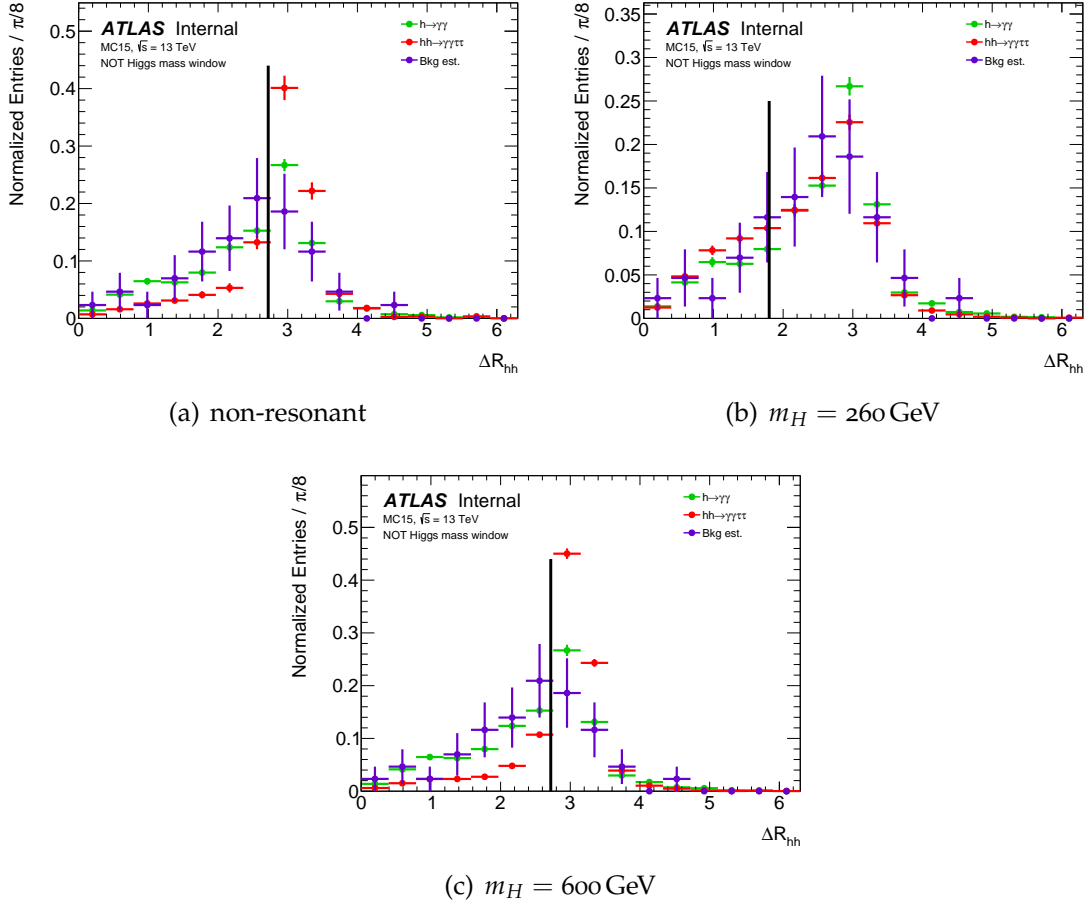 Normalized Entries / π/8
ATLAS Internal
MC15, √s = 13 TeV
NOT Higgs mass window
h→γγ
hh→γγττ
Bkg est.
0.5
0.4
0.3
0.2
0.1
0
0 1 2 3 4 5 6
ΔR_hh
(a) non-resonant
Normalized Entries / π/8
ATLAS Internal
MC15, √s = 13 TeV
NOT Higgs mass window
h→γγ
hh→γγττ
Bkg est.
0.35
0.3
0.25
0.2
0.15
0.1
0.05
0
0 1 2 3 4 5 6
ΔR_hh
(b) m_H = 260 GeV
Normalized Entries / π/8
ATLAS Internal
MC15, √s = 13 TeV
NOT Higgs mass window
h→γγ
hh→γγττ
Bkg est.
0.5
0.4
0.3
0.2
0.1
0
0 1 2 3 4 5 6
ΔR_hh
(c) m_H = 600 GeV